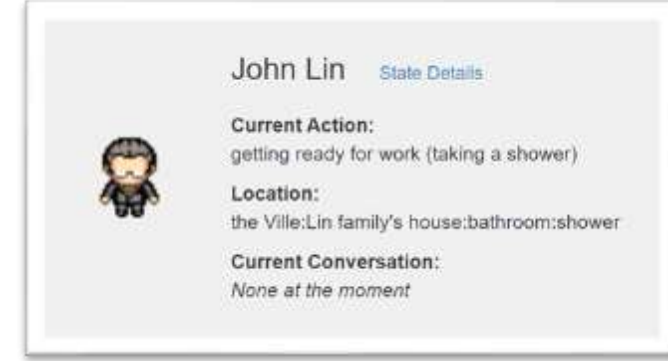 John Lin State Details
Current Action:
getting ready for work (taking a shower)
Location:
the Ville:Lin family's house:bathroom:shower
Current Conversation:
None at the moment